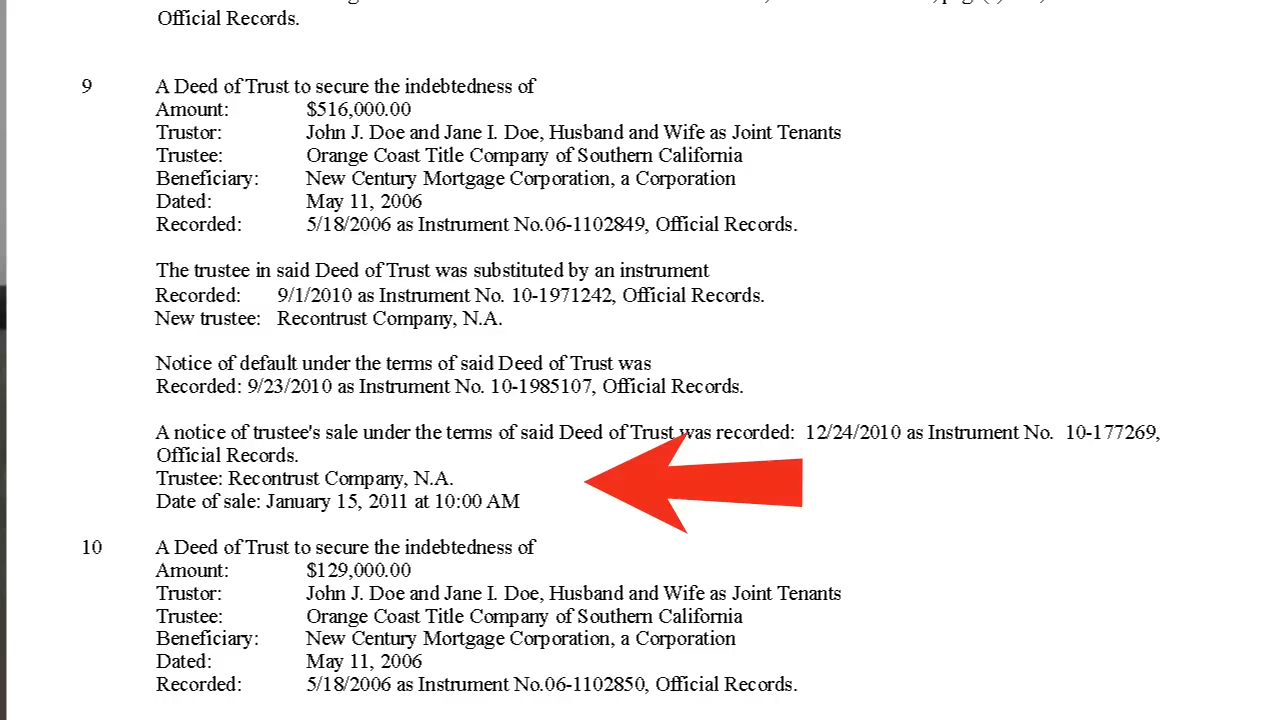 Official Records.
9 A Deed of Trust to secure the indebtedness of
Amount: $516,000.00
Trustor: John J. Doe and Jane I. Doe, Husband and Wife as Joint Tenants
Trustee: Orange Coast Title Company of Southern California
Beneficiary: New Century Mortgage Corporation, a Corporation
Dated: May 11, 2006
Recorded: 5/18/2006 as Instrument No.06-1102849, Official Records.
The trustee in said Deed of Trust was substituted by an instrument
Recorded: 9/1/2010 as Instrument No. 10-1971242, Official Records.
New trustee: Recontrust Company, N.A.
Notice of default under the terms of said Deed of Trust was
Recorded: 9/23/2010 as Instrument No. 10-1985107, Official Records.
A notice of trustee's sale under the terms of said Deed of Trust was recorded: 12/24/2010 as Instrument No. 10-177269,
Official Records.
Trustee: Recontrust Company, N.A.
Date of sale: January 15, 2011 at 10:00 AM
10 A Deed of Trust to secure the indebtedness of
Amount: $129,000.00
Trustor: John J. Doe and Jane I. Doe, Husband and Wife as Joint Tenants
Trustee: Orange Coast Title Company of Southern California
Beneficiary: New Century Mortgage Corporation, a Corporation
Dated: May 11, 2006
Recorded: 5/18/2006 as Instrument No.06-1102850, Official Records.